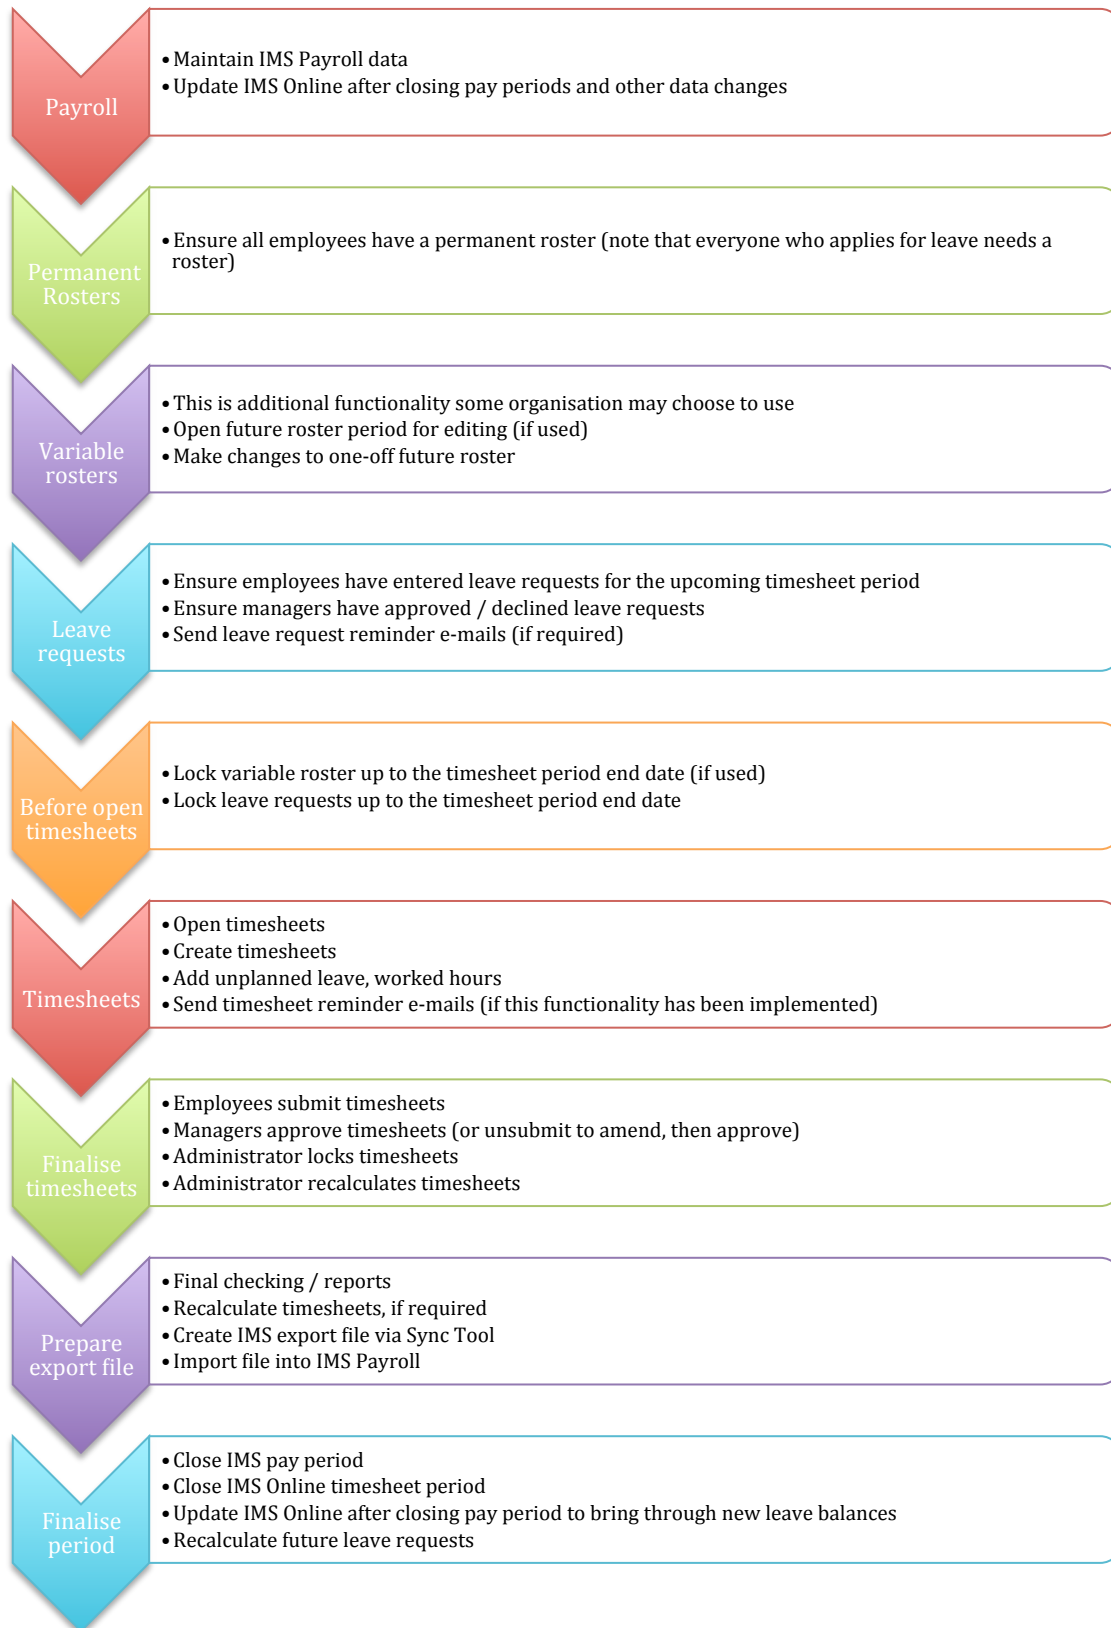 Payroll
• Maintain IMS Payroll data
• Update IMS Online after closing pay periods and other data changes
Permanent
Rosters
• Ensure all employees have a permanent roster (note that everyone who applies for leave needs a
roster)
Variable
rosters
• This is additional functionality some organisation may choose to use
• Open future roster period for editing (if used)
• Make changes to one-off future roster
Leave
requests
• Ensure employees have entered leave requests for the upcoming timesheet period
• Ensure managers have approved / declined leave requests
• Send leave request reminder e-mails (if required)
Before open
timesheets
• Lock variable roster up to the timesheet period end date (if used)
• Lock leave requests up to the timesheet period end date
Timesheets
• Open timesheets
• Create timesheets
• Add unplanned leave, worked hours
• Send timesheet reminder e-mails (if this functionality has been implemented)
Finalise
timesheets
• Employees submit timesheets
• Managers approve timesheets (or unsubmit to amend, then approve)
• Administrator locks timesheets
• Administrator recalculates timesheets
Prepare
export file
• Final checking / reports
• Recalculate timesheets, if required
• Create IMS export file via Sync Tool
• Import file into IMS Payroll
Finalise
period
• Close IMS pay period
• Close IMS Online timesheet period
• Update IMS Online after closing pay period to bring through new leave balances
• Recalculate future leave requests